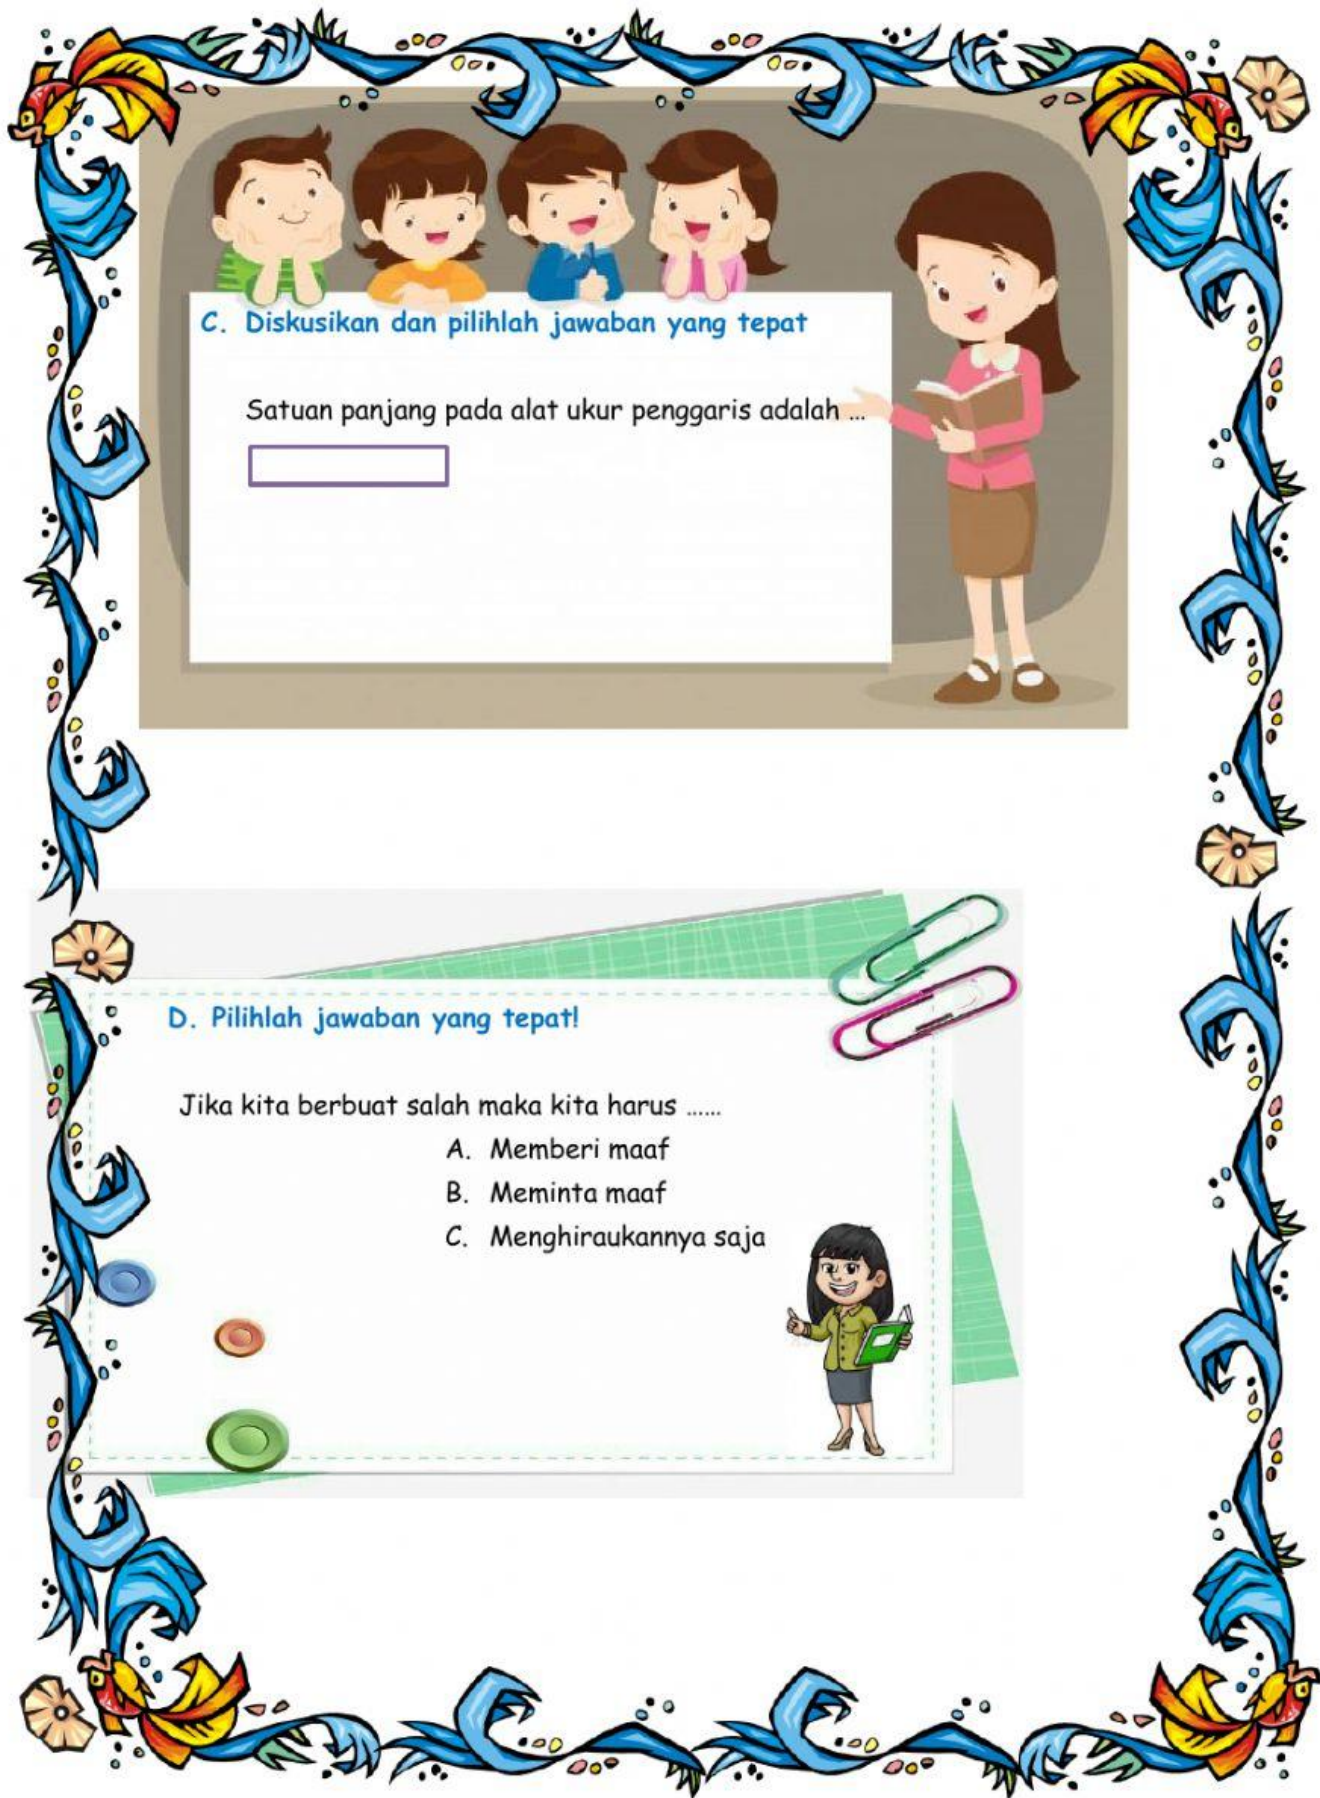 C. Diskusikan dan pilihlah jawaban yang tepat
Satuan panjang pada alat ukur penggaris adalah ...
D. Pilihlah jawaban yang tepat!
Jika kita berbuat salah maka kita harus ......
A. Memberi maaf
B. Meminta maaf
C. Menghiraukannya saja